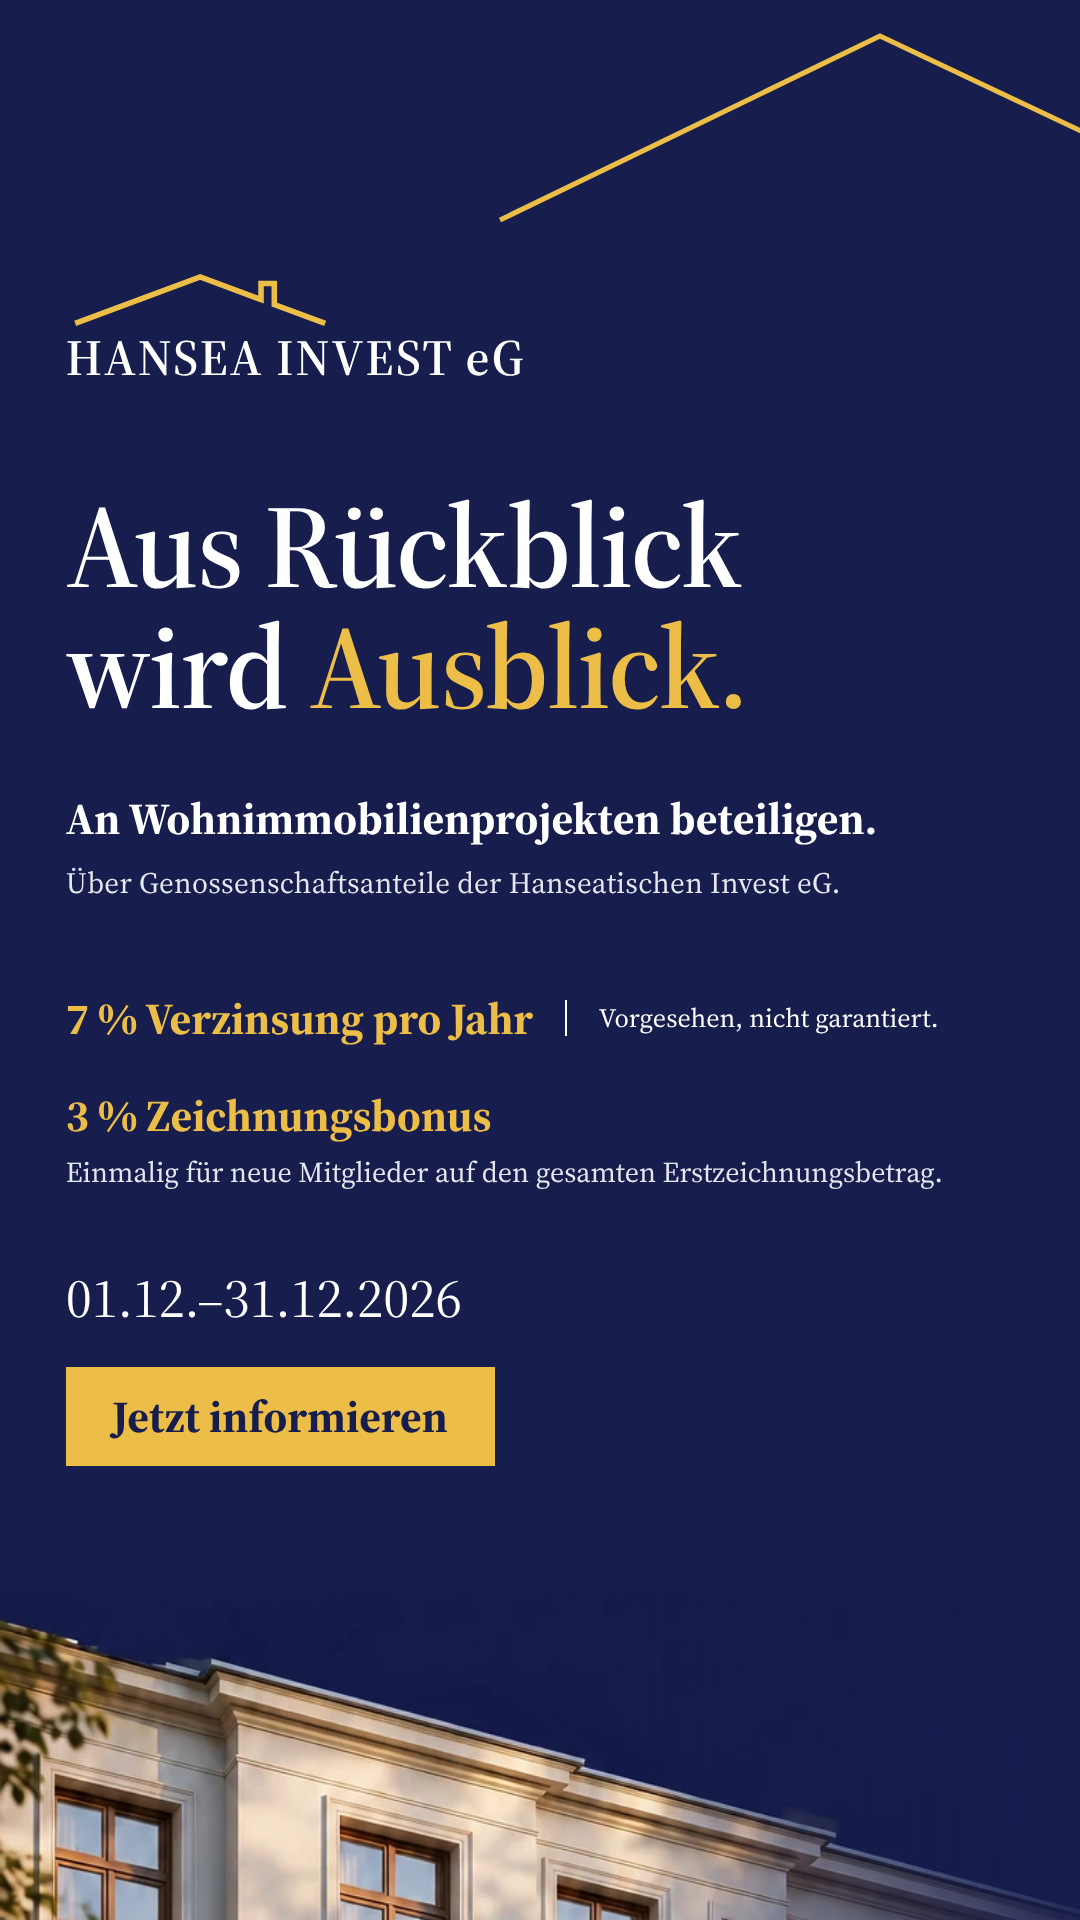 HANSEA INVEST eG
Aus Rückblick
wird Ausblick.
An Wohnimmobilienprojekten beteiligen.
Über Genossenschaftsanteile der Hanseatischen Invest eG.
7 % Verzinsung pro Jahr | Vorgesehen, nicht garantiert.
3 % Zeichnungsbonus
Einmalig für neue Mitglieder auf den gesamten Erstzeichnungsbetrag.
01.12.–31.12.2026
Jetzt informieren